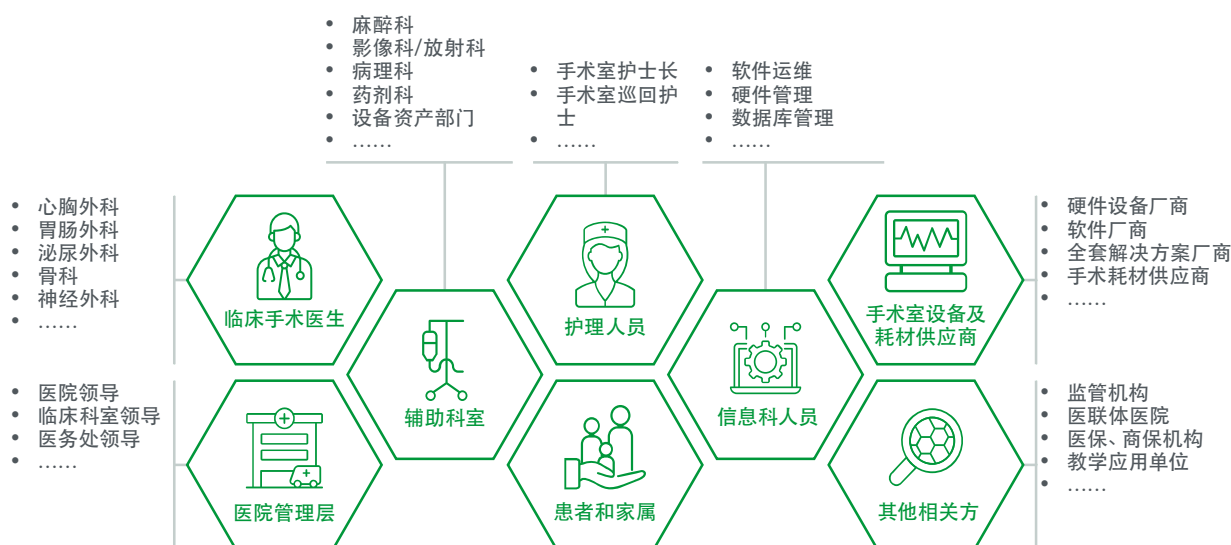 麻醉科
影像科/放射科
病理科
药剂科
设备资产部门
……
手术室护士长
手术室巡回护
士
……
软件运维
硬件管理
数据库管理
……
心胸外科
胃肠外科
泌尿外科
骨科
神经外科
……
临床手术医生
护理人员
手术室设备及
耗材供应商
硬件设备厂商
软件厂商
全套解决方案厂商
手术耗材供应商
……
辅助科室
信息科人员
医院领导
临床科室领导
医务处领导
……
医院管理层
患者和家属
其他相关方
监管机构
医联体医院
医保、商保机构
教学应用单位
……